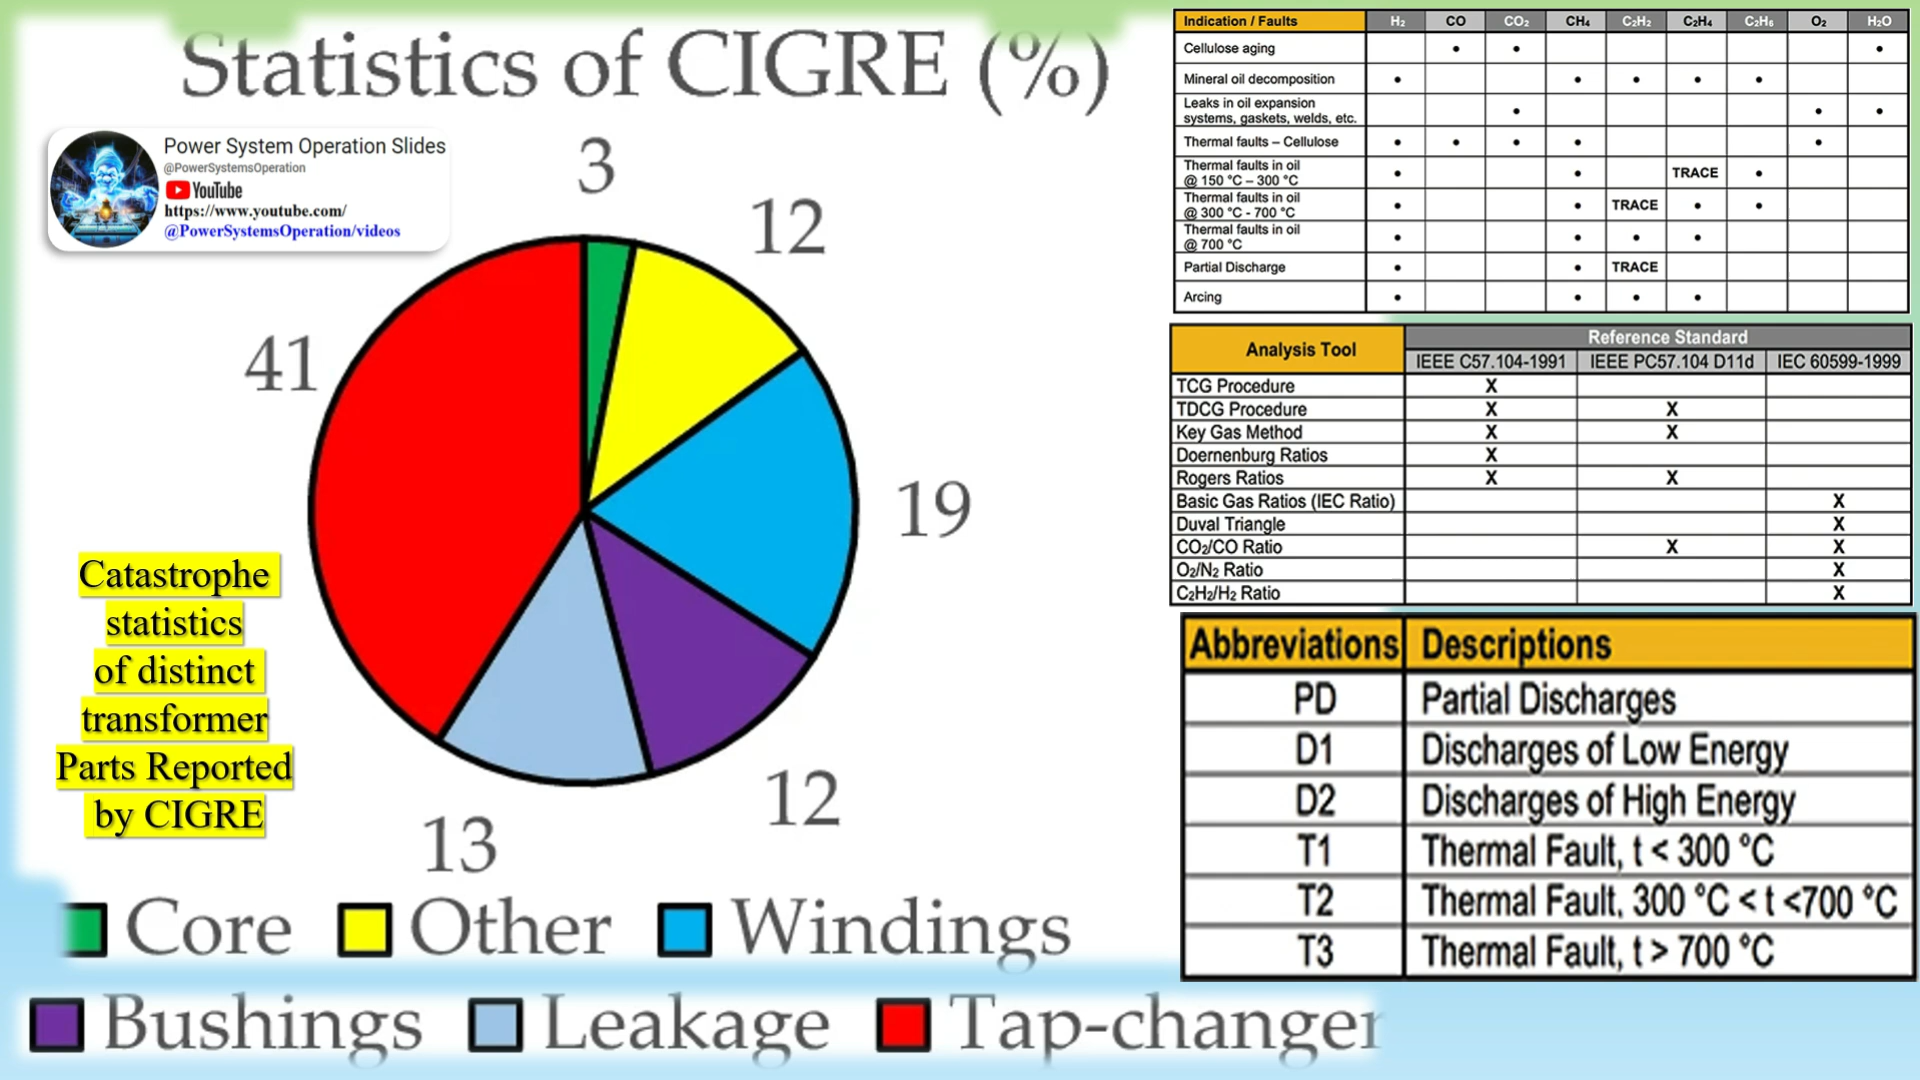 Statistics of CIGRE (%)
Power System Operation Slides
@PowerSystemsOperation
YouTube
https://www.youtube.com/
@PowerSystemsOperation/videos
3
12
41
19
12
13
Catastrophe
statistics
of distinct
transformer
Parts Reported
by CIGRE
Core Other Windings
Bushings Leakage Tap-changer
Indication / Faults H₂ CO CO₂ CH₄ C₂H₂ C₂H₄ C₂H₆ O₂ H₂O
Cellulose aging • • •
Mineral oil decomposition • • • • •
Leaks in oil expansion
systems, gaskets, welds, etc. • • •
Thermal faults – Cellulose • • • • •
Thermal faults in oil
@ 150 °C – 300 °C • • TRACE •
Thermal faults in oil
@ 300 °C - 700 °C • • TRACE • •
Thermal faults in oil
@ 700 °C • • • •
Partial Discharge • • TRACE
Arcing • • • •
Analysis Tool Reference Standard
IEEE C57.104-1991 IEEE PC57.104 D11d IEC 60599-1999
TCG Procedure X
TDCG Procedure X X
Key Gas Method X X
Doernenburg Ratios X
Rogers Ratios X X
Basic Gas Ratios (IEC Ratio) X
Duval Triangle X
CO₂/CO Ratio X X
O₂/N₂ Ratio X
C₂H₂/H₂ Ratio X
Abbreviations Descriptions
PD Partial Discharges
D1 Discharges of Low Energy
D2 Discharges of High Energy
T1 Thermal Fault, t < 300 °C
T2 Thermal Fault, 300 °C < t <700 °C
T3 Thermal Fault, t > 700 °C